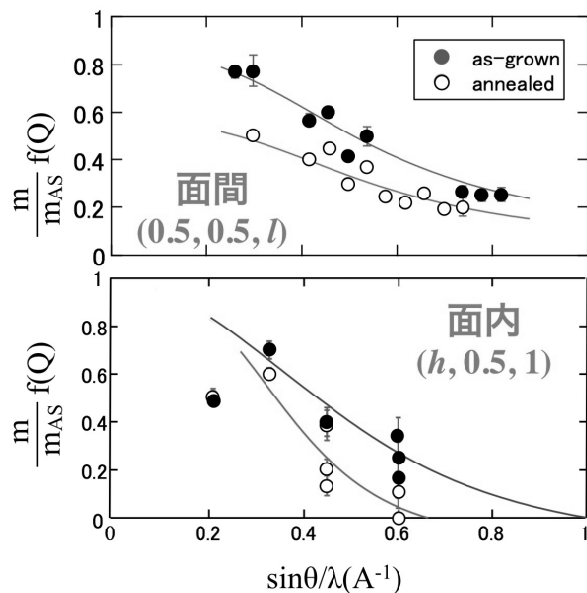 1
0.8
0.6
0.4
0.2
0
m/m_AS f(Q)
as-grown
annealed
面間
(0.5, 0.5, l)
1
0.8
0.6
0.4
0.2
0
m/m_AS f(Q)
面内
(h, 0.5, 1)
0 0.2 0.4 0.6 0.8 1
sinθ/λ(A⁻¹)